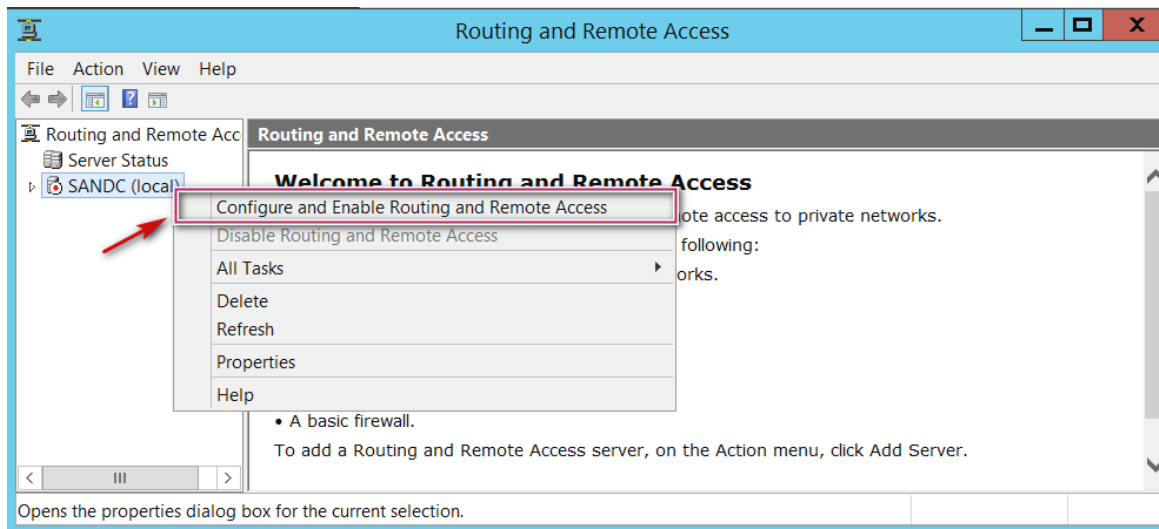 Routing and Remote Access
File Action View Help
Routing and Remote Acc
Server Status
SANDC (local)
Routing and Remote Access
Welcome to Routing and Remote Access
ote access to private networks.
following:
orks.
Configure and Enable Routing and Remote Access
Disable Routing and Remote Access
All Tasks
Delete
Refresh
Properties
Help
• A basic firewall.
To add a Routing and Remote Access server, on the Action menu, click Add Server.
Opens the properties dialog box for the current selection.